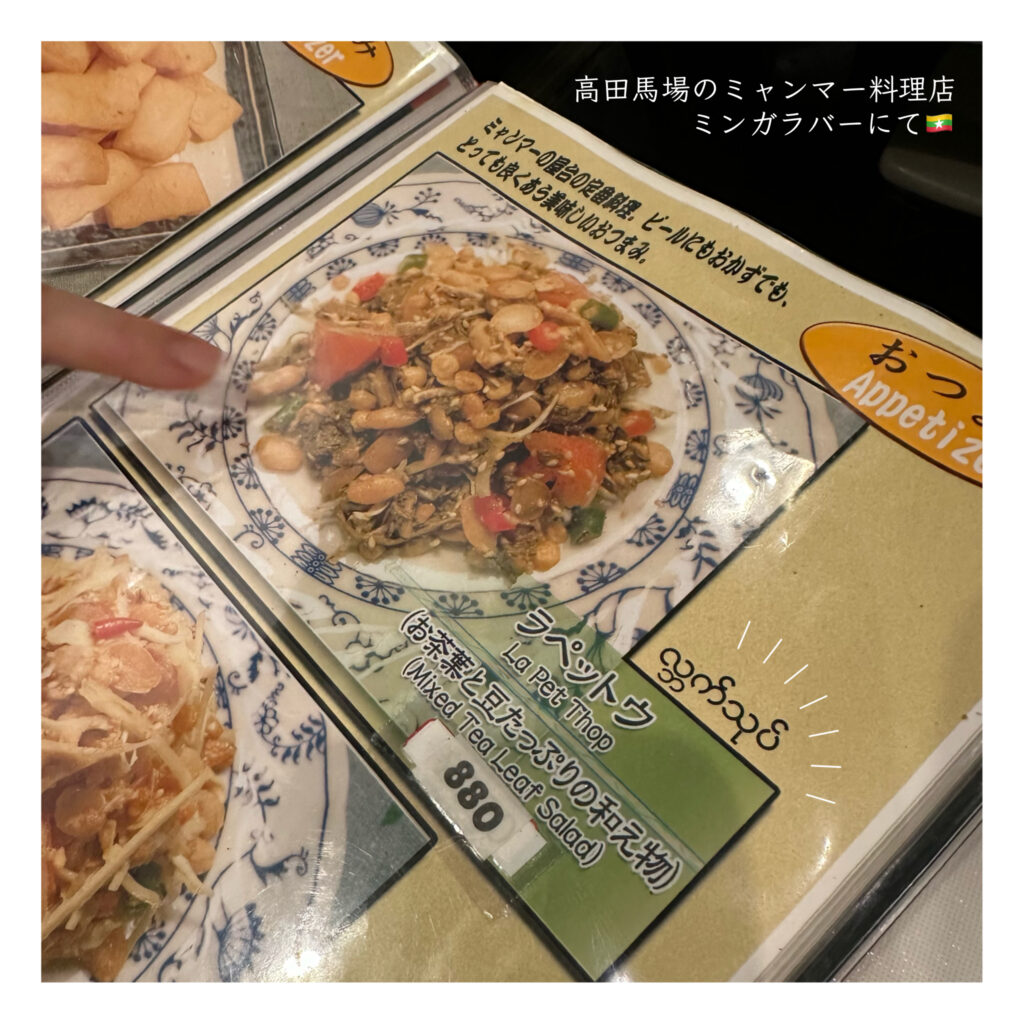 高田馬場のミャンマー料理店
ミンガラバーにて🇲🇲
み
zer
ミャンマーの屋台の定番料理。ビールにもおかずでも、
とっても良くあう美味しいおつまみ。
おつま
Appetize
ラペットウ
La Pet Thop
(お茶葉と豆たっぷりの和え物)
(Mixed Tea Leaf Salad)
880
လ္ဘက်သုပ်